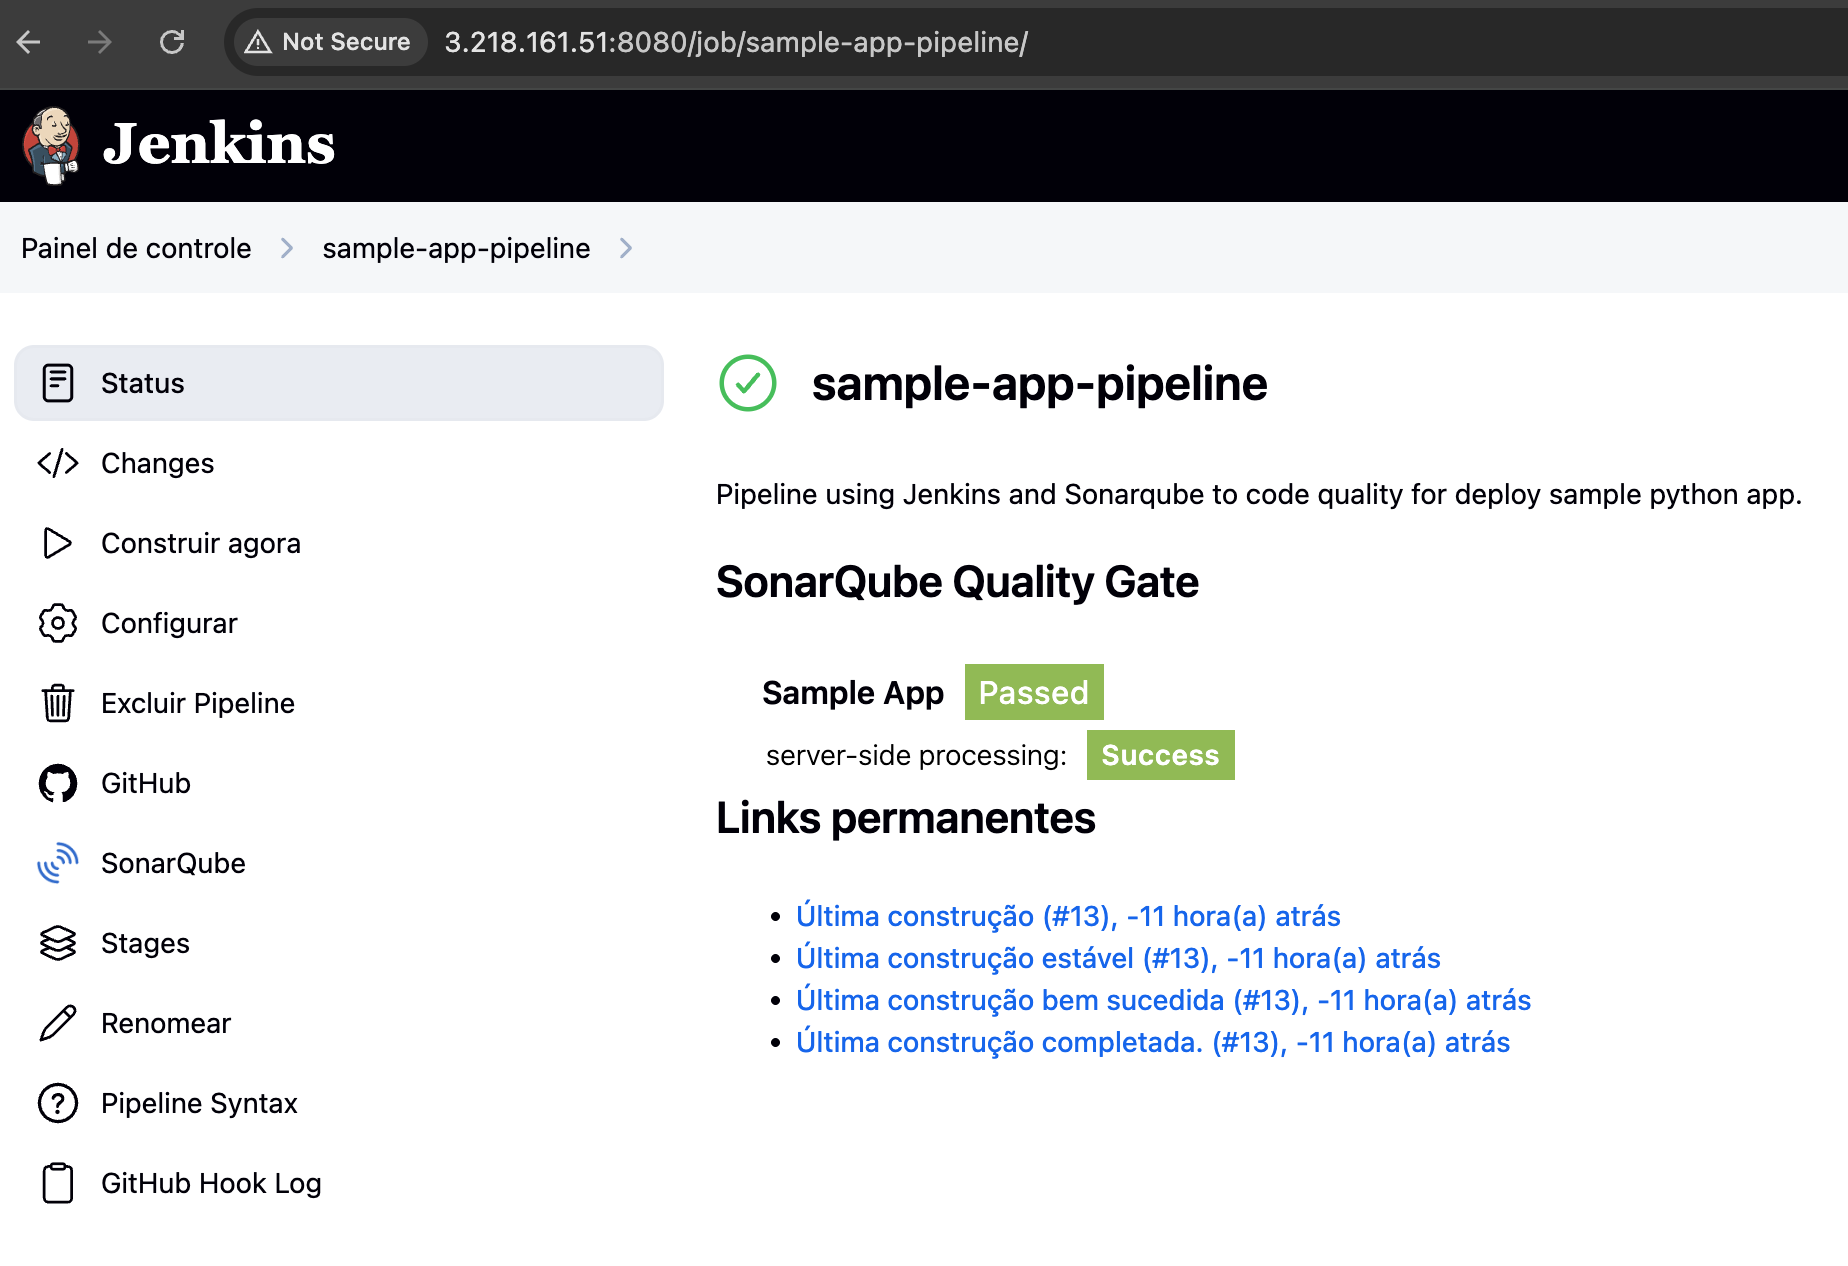 Not Secure 3.218.161.51:8080/job/sample-app-pipeline/
Jenkins
Painel de controle > sample-app-pipeline >
Status
Changes
Construir agora
Configurar
Excluir Pipeline
GitHub
SonarQube
Stages
Renomear
Pipeline Syntax
GitHub Hook Log
sample-app-pipeline
Pipeline using Jenkins and Sonarqube to code quality for deploy sample python app.
SonarQube Quality Gate
Sample App Passed
server-side processing: Success
Links permanentes
• Última construção (#13), -11 hora(a) atrás
• Última construção estável (#13), -11 hora(a) atrás
• Última construção bem sucedida (#13), -11 hora(a) atrás
• Última construção completada. (#13), -11 hora(a) atrás